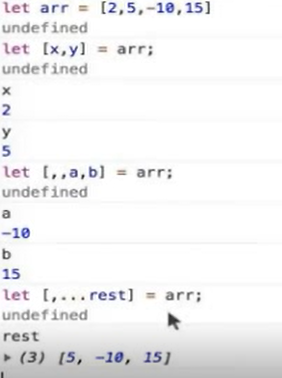 let arr = [2,5,-10,15]
undefined
let [x,y] = arr;
undefined
x
2
y
5
let [,,a,b] = arr;
undefined
a
-10
b
15
let [,...rest] = arr;
undefined
rest
▸ (3) [5, -10, 15]